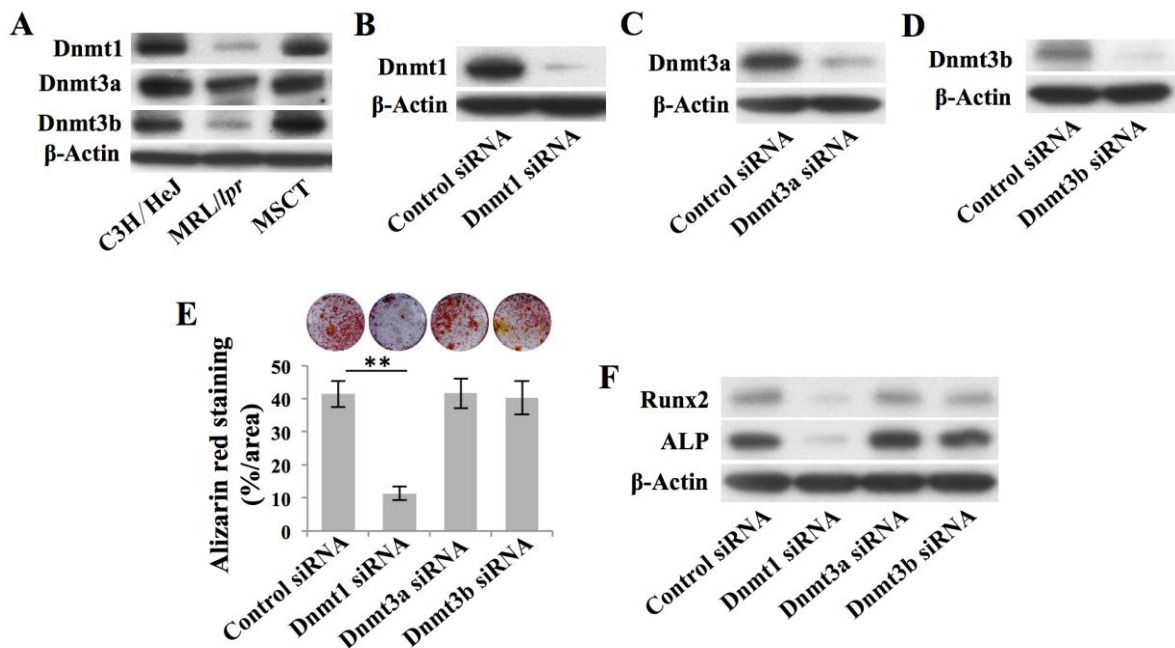 A
Dnmt1
Dnmt3a
Dnmt3b
β-Actin
C3H/HeJ
MRL/lpr
MSCT
B
Dnmt1
β-Actin
Control siRNA
Dnmt1 siRNA
C
Dnmt3a
β-Actin
Control siRNA
Dnmt3a siRNA
D
Dnmt3b
β-Actin
Control siRNA
Dnmt3b siRNA
E
Alizarin red staining
(%/area)
50
40
30
20
10
0
**
Control siRNA
Dnmt1 siRNA
Dnmt3a siRNA
Dnmt3b siRNA
F
Runx2
ALP
β-Actin
Control siRNA
Dnmt1 siRNA
Dnmt3a siRNA
Dnmt3b siRNA